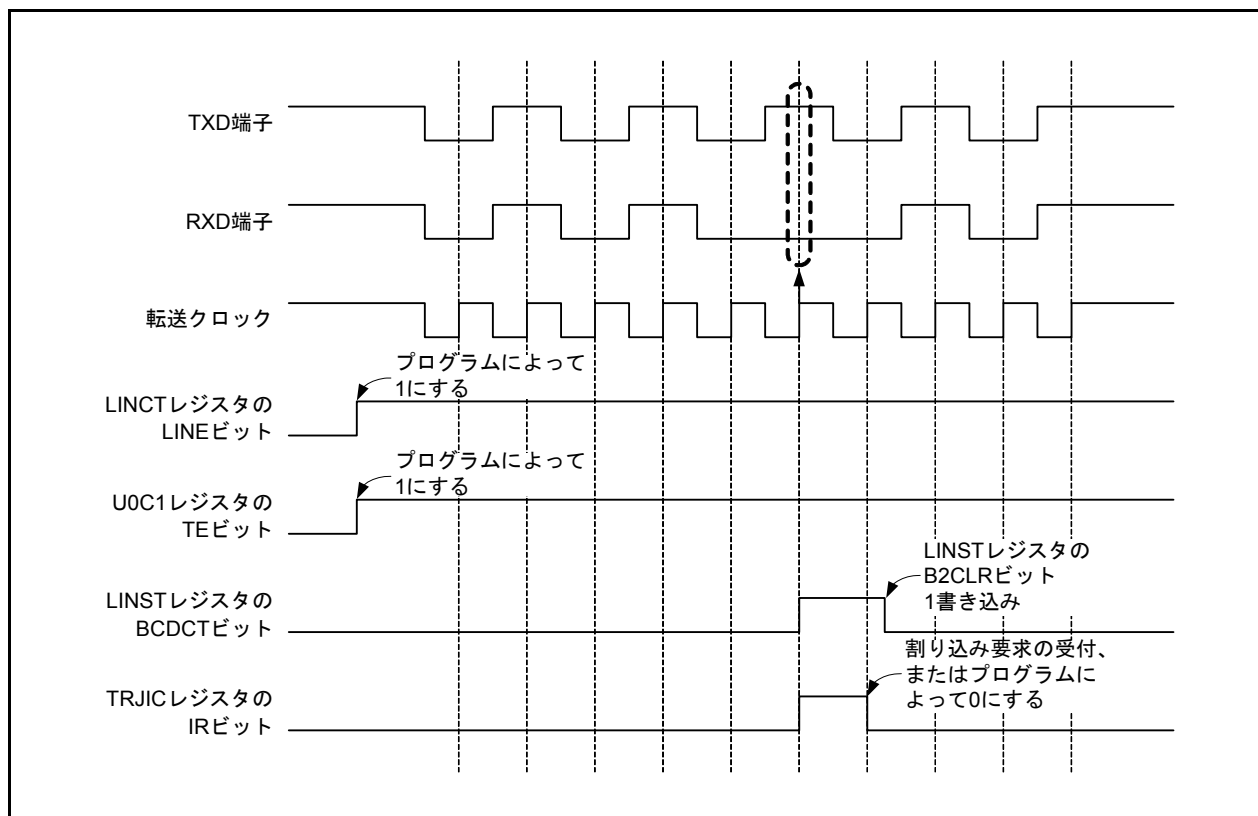 TXD端子
RXD端子
転送クロック
プログラムによって
1にする
LINCTレジスタの
LINEビット
プログラムによって
1にする
U0C1レジスタの
TEビット
LINSTレジスタの
B2CLRビット
1書き込み
LINSTレジスタの
BCDCTビット
割り込み要求の受付、
またはプログラムに
よって0にする
TRJICレジスタの
IRビット